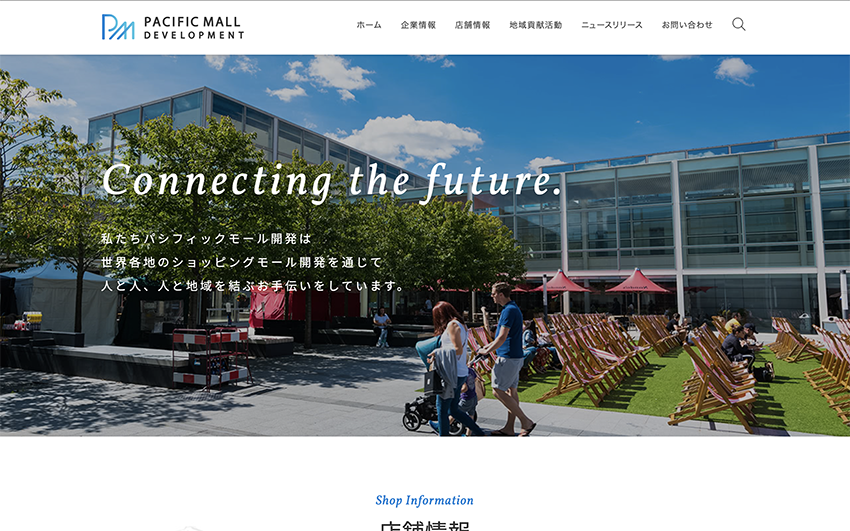 PACIFIC MALL
DEVELOPMENT
ホーム 企業情報 店舗情報 地域貢献活動 ニュースリリース お問い合わせ
Connecting the future.
私たちパシフィックモール開発は
世界各地のショッピングモール開発を通じて
人と人、人と地域を結ぶお手伝いをしています。
Shop Information
店舗情報